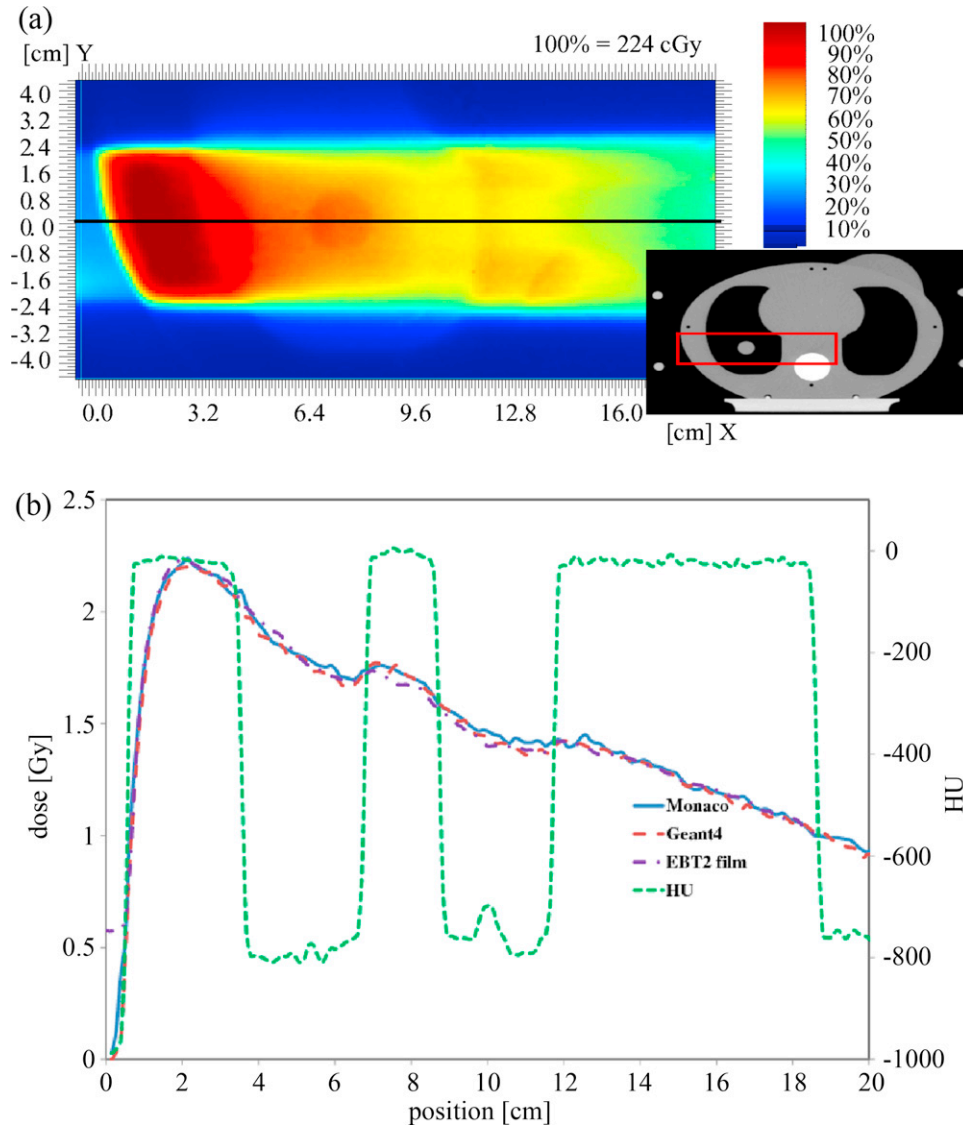 (a)
[cm] Y
100% = 224 cGy
100%
90%
80%
70%
60%
50%
40%
30%
20%
10%
4.0
3.2
2.4
1.6
0.8
0.0
-0.8
-1.6
-2.4
-3.2
-4.0
0.0 3.2 6.4 9.6 12.8 16.0
[cm] X
(b)
2.5
2
1.5
1
0.5
0
dose [Gy]
0
-200
-400
-600
-800
-1000
HU
Monaco
Geant4
EBT2 film
HU
0 2 4 6 8 10 12 14 16 18 20
position [cm]